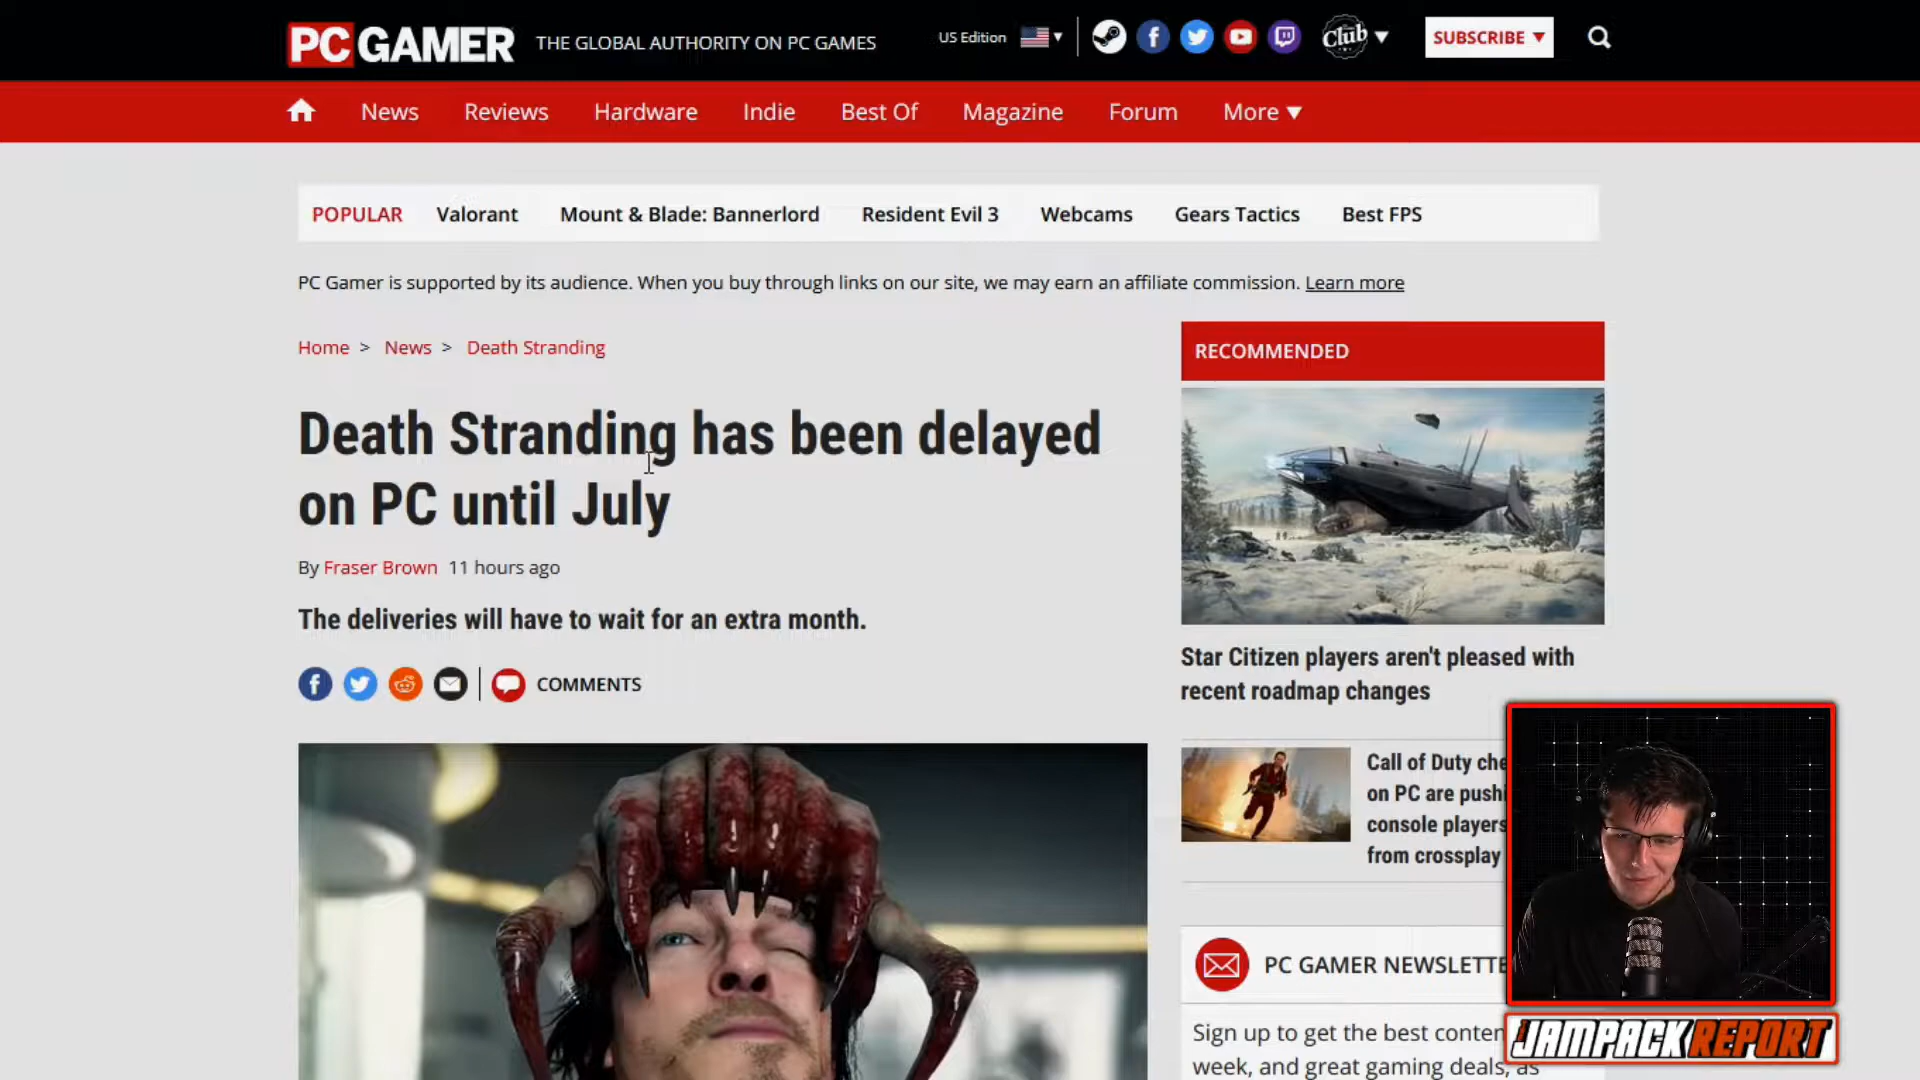 PC GAMER THE GLOBAL AUTHORITY ON PC GAMES US Edition Club SUBSCRIBE
News Reviews Hardware Indie Best Of Magazine Forum More
POPULAR Valorant Mount & Blade: Bannerlord Resident Evil 3 Webcams Gears Tactics Best FPS
PC Gamer is supported by its audience. When you buy through links on our site, we may earn an affiliate commission. Learn more
Home > News > Death Stranding
Death Stranding has been delayed
on PC until July
By Fraser Brown 11 hours ago
The deliveries will have to wait for an extra month.
COMMENTS
RECOMMENDED
Star Citizen players aren't pleased with
recent roadmap changes
Call of Duty che
on PC are pushi
console players
from crossplay
PC GAMER NEWSLETTE
Sign up to get the best conten
week, and great gaming deals, as
JAMPACK REPORT